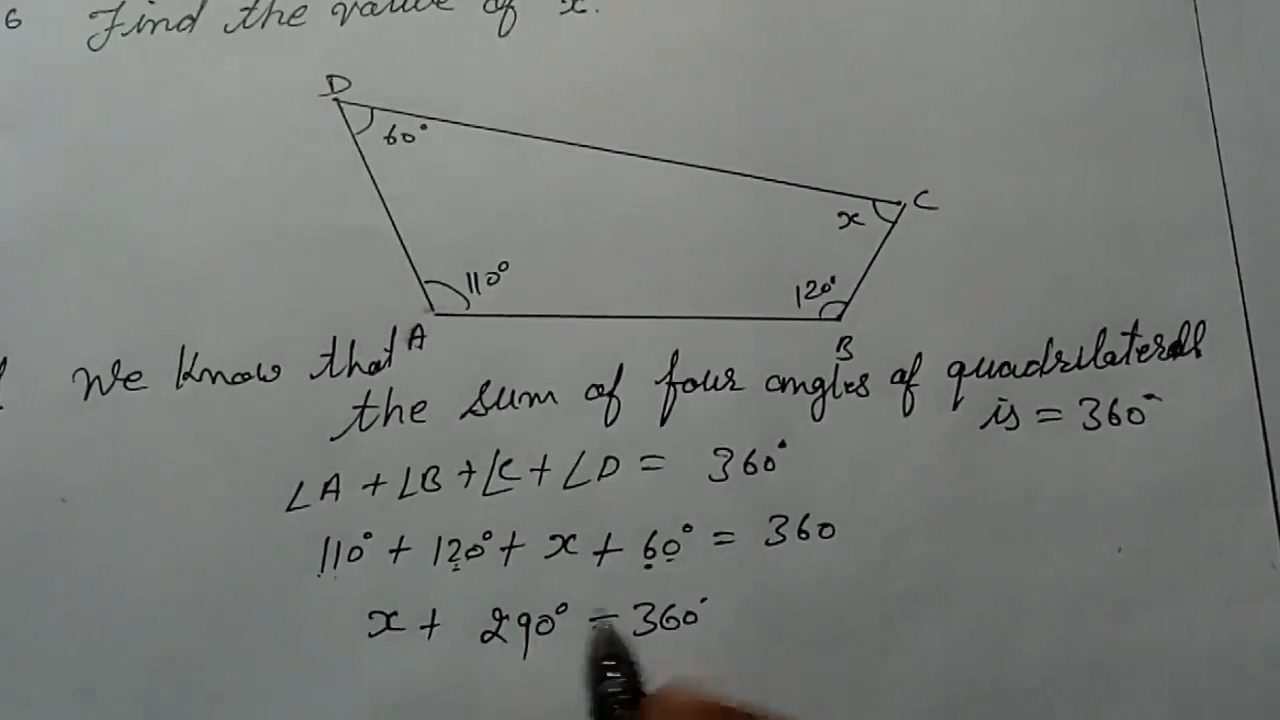 6 Find the value of x.
D
60°
C
x
110°
120°
A
B
We know that
the sum of four angles of quadrilateral
is = 360°
∠A + ∠B + ∠C + ∠D = 360°
110° + 120° + x + 60° = 360
x + 290° = 360°